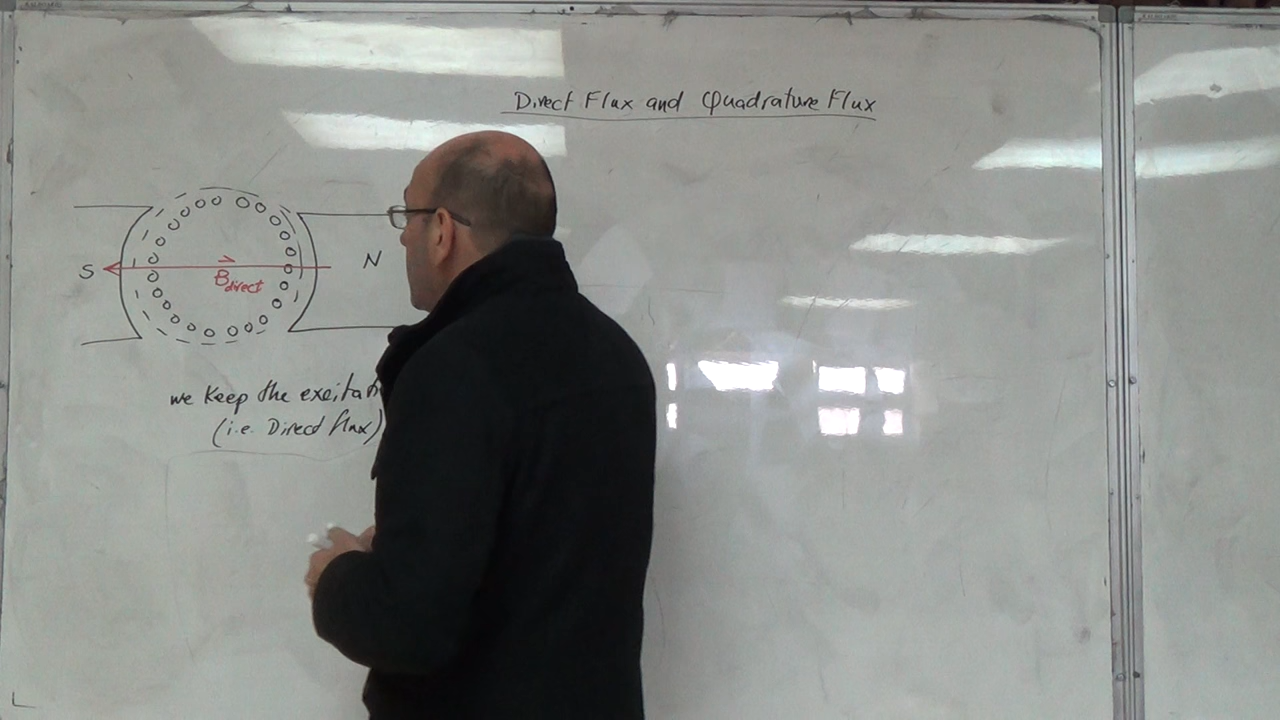 Direct Flux and Quadrature Flux
S
B direct
N
we keep the
(i.e. Direct flux)